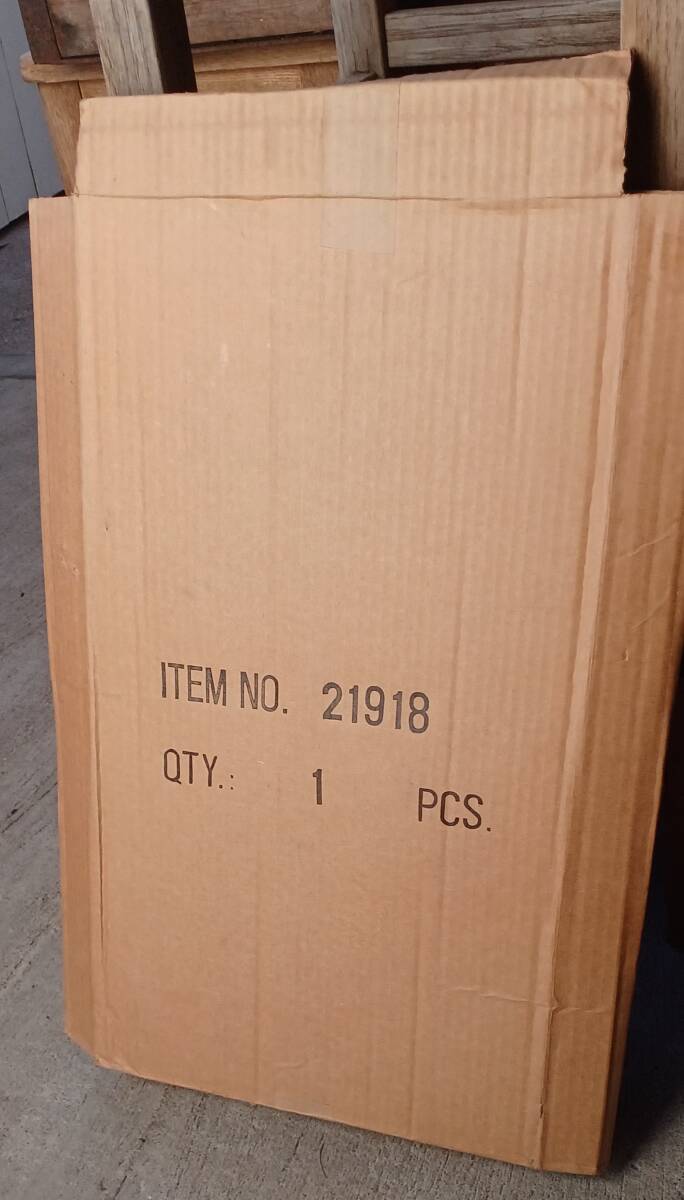 ITEM NO. 21918
QTY.: 1 PCS.